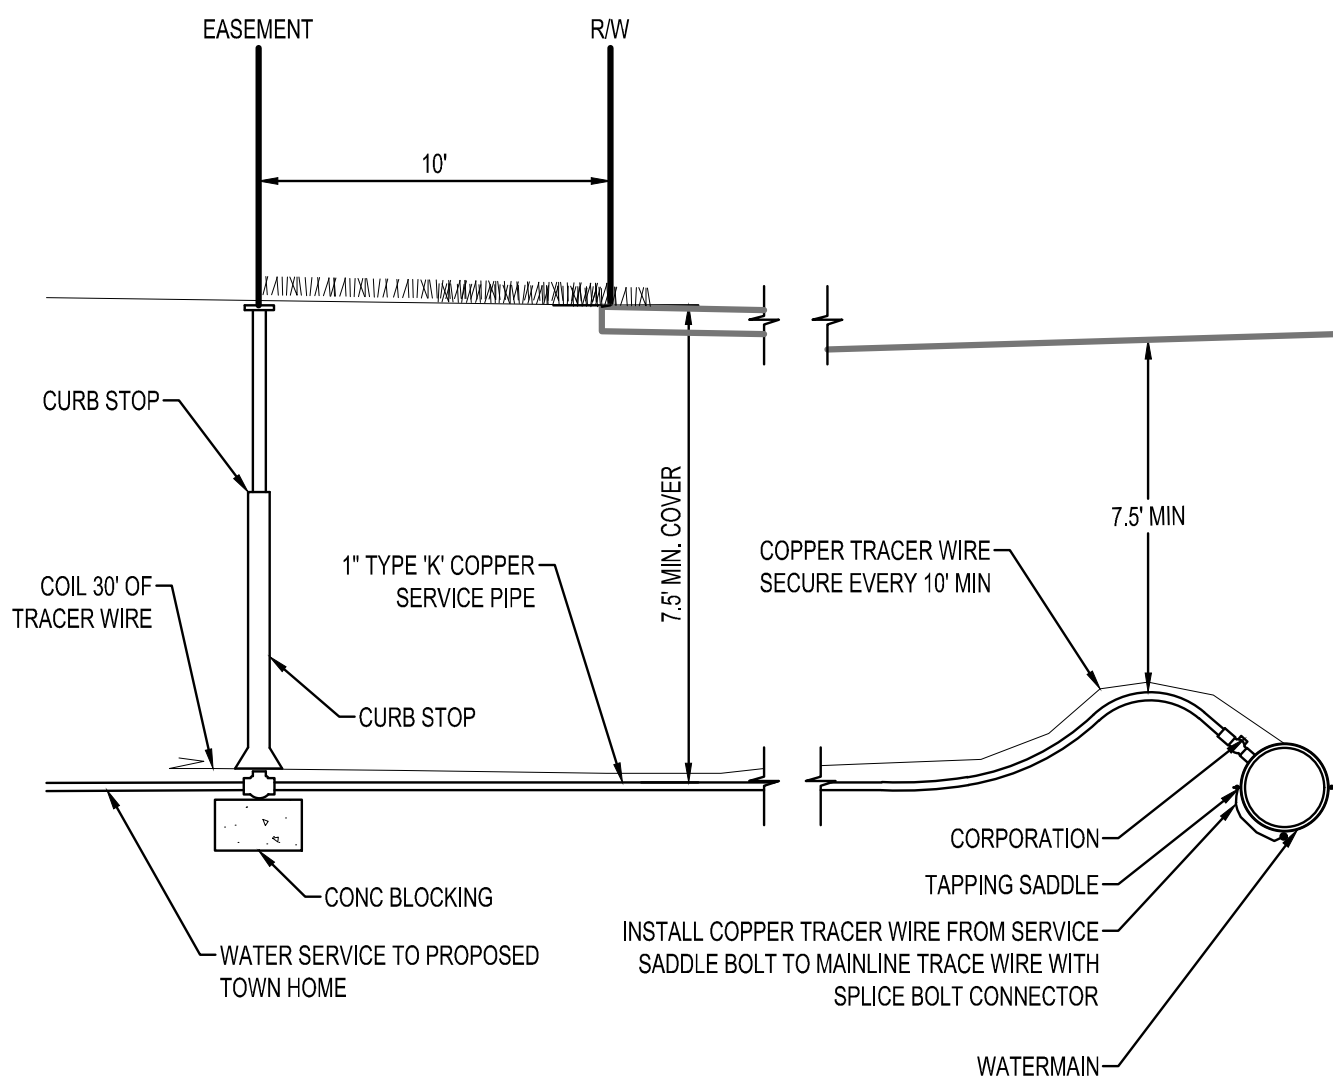 EASEMENT
R/W
10'
CURB STOP
7.5' MIN. COVER
7.5' MIN
1" TYPE 'K' COPPER
SERVICE PIPE
COPPER TRACER WIRE
SECURE EVERY 10' MIN
COIL 30' OF
TRACER WIRE
CURB STOP
CORPORATION
TAPPING SADDLE
CONC BLOCKING
INSTALL COPPER TRACER WIRE FROM SERVICE
SADDLE BOLT TO MAINLINE TRACE WIRE WITH
SPLICE BOLT CONNECTOR
WATER SERVICE TO PROPOSED
TOWN HOME
WATERMAIN